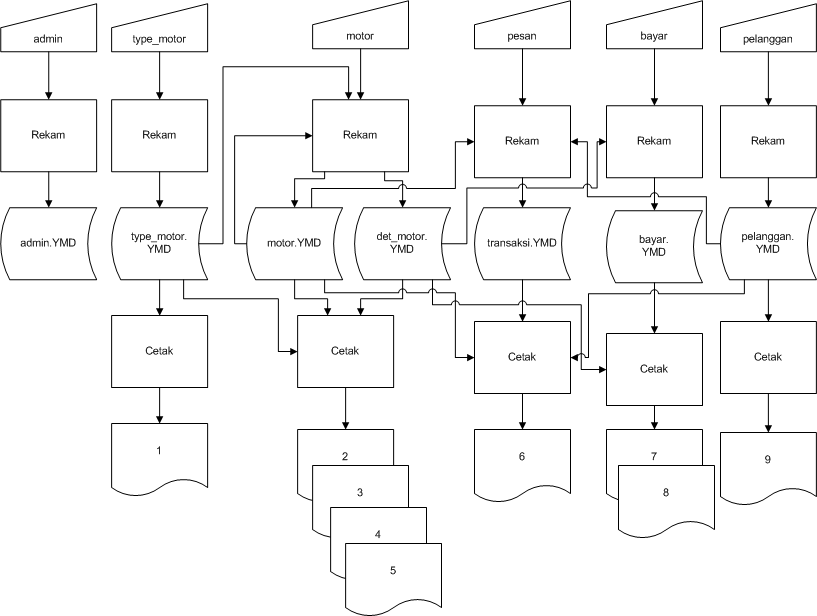 admin
type_motor
motor
pesan
bayar
pelanggan
Rekam
Rekam
Rekam
Rekam
Rekam
Rekam
admin.YMD
type_motor.
YMD
motor.YMD
det_motor.
YMD
transaksi.YMD
bayar.
YMD
pelanggan.
YMD
Cetak
Cetak
Cetak
Cetak
Cetak
1
2
3
4
5
6
7
8
9